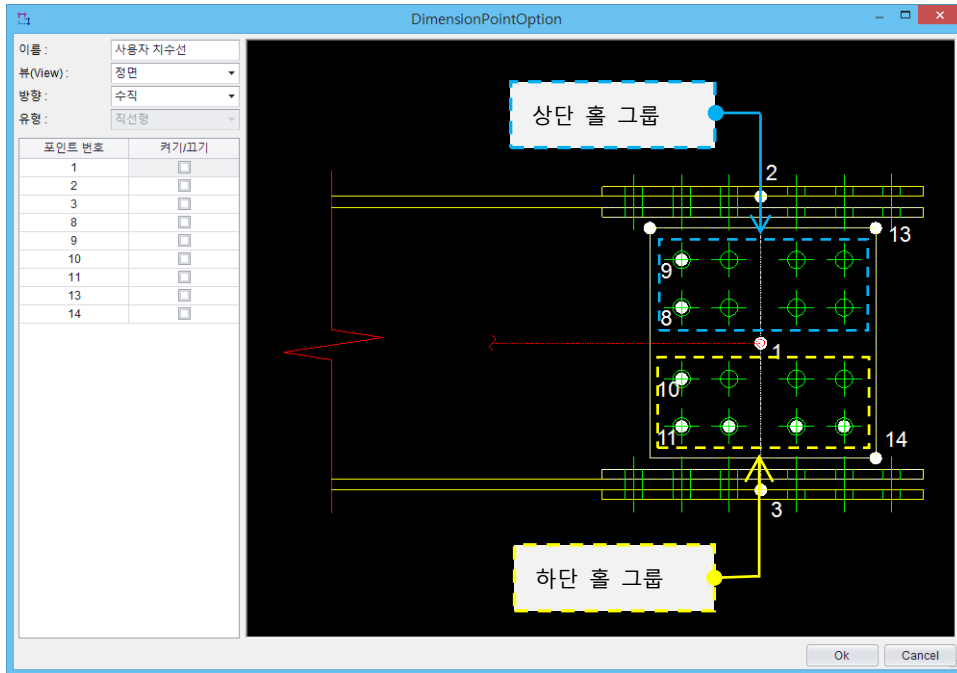 DimensionPointOption
이름 : 사용자 치수선
뷰(View) : 정면
방향 : 수직
유형 : 직선형
포인트 번호 켜기/끄기
1
2
3
8
9
10
11
13
14
상단 홀 그룹
2
13
9
8
1
10
11
14
3
하단 홀 그룹
Ok Cancel